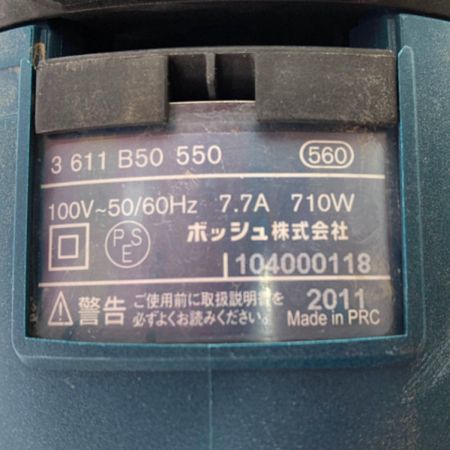 3 611 B50 550 560
100V~50/60Hz 7.7A 710W
PSE ボッシュ株式会社
104000118
警告 ご使用前に取扱説明書を 2011
必ずよくお読みください。 Made in PRC